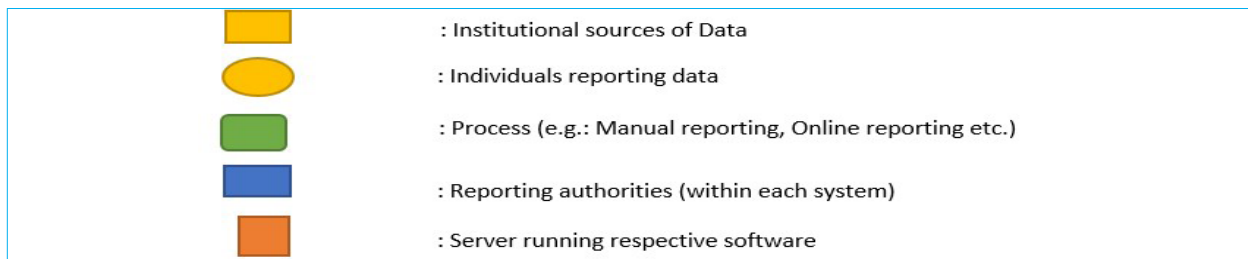 : Institutional sources of Data
: Individuals reporting data
: Process (e.g.: Manual reporting, Online reporting etc.)
: Reporting authorities (within each system)
: Server running respective software